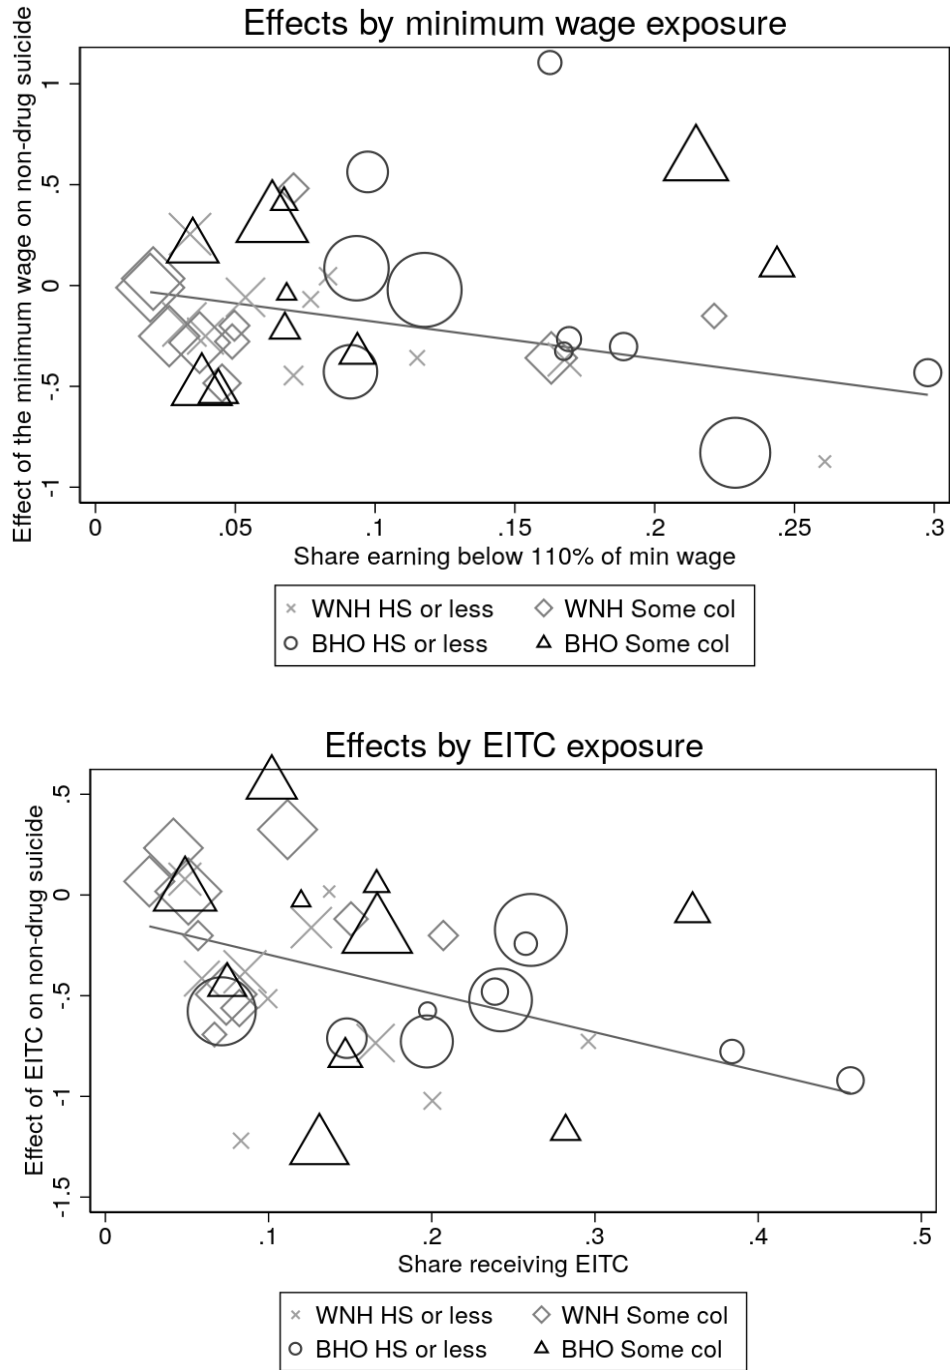 Effects by minimum wage exposure
Effect of the minimum wage on non-drug suicide
1
.5
0
-.5
-1
0 .05 .1 .15 .2 .25 .3
Share earning below 110% of min wage
WNH HS or less WNH Some col
BHO HS or less BHO Some col
Effects by EITC exposure
Effect of EITC on non-drug suicide
.5
0
-.5
-1
-1.5
0 .1 .2 .3 .4 .5
Share receiving EITC
WNH HS or less WNH Some col
BHO HS or less BHO Some col